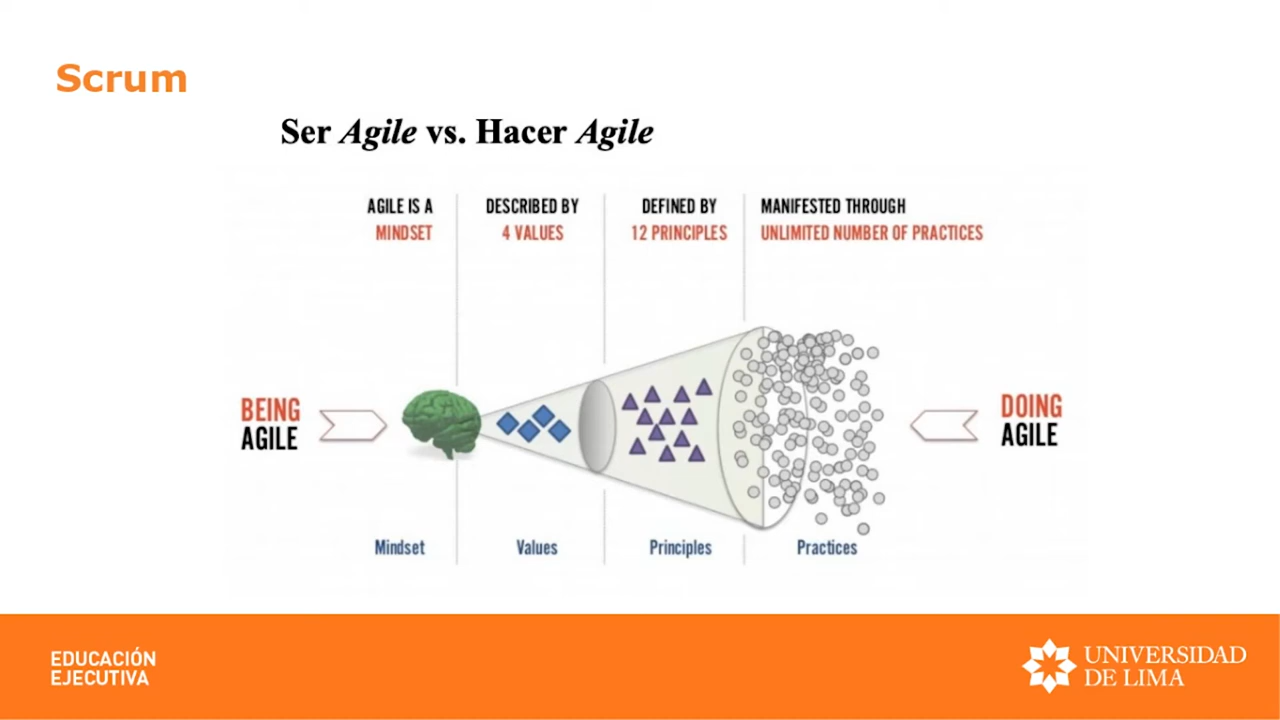 Scrum
Ser Agile vs. Hacer Agile
AGILE IS A
MINDSET
DESCRIBED BY
4 VALUES
DEFINED BY
12 PRINCIPLES
MANIFESTED THROUGH
UNLIMITED NUMBER OF PRACTICES
BEING
AGILE
DOING
AGILE
Mindset
Values
Principles
Practices
EDUCACIÓN
EJECUTIVA
UNIVERSIDAD
DE LIMA